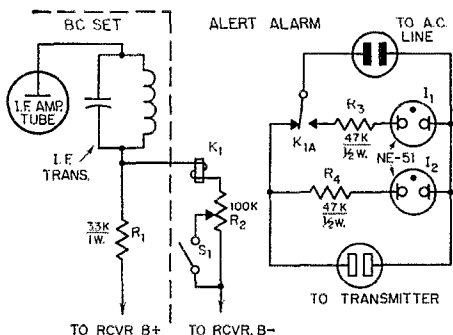 BC SET
ALERT ALARM
TO A.C.
LINE
I.F. AMP.
TUBE
I.F.
TRANS.
K1
K1A
R3
47K
1/2W.
I1
NE-51
I2
R4
47K
1/2W.
100K
R2
S1
3.3K
1W.
R1
TO TRANSMITTER
TO RCVR B+
TO RCVR. B-